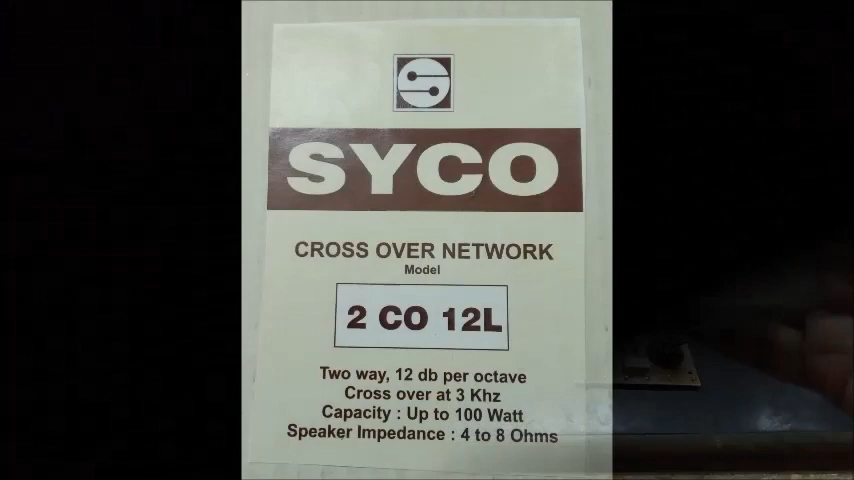 SYCO
CROSS OVER NETWORK
Model
2 CO 12L
Two way, 12 db per octave
Cross over at 3 Khz
Capacity : Up to 100 Watt
Speaker Impedance : 4 to 8 Ohms